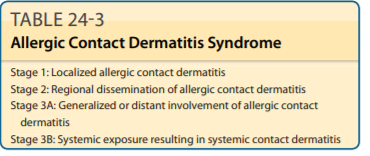 TABLE 24-3
Allergic Contact Dermatitis Syndrome
Stage 1: Localized allergic contact dermatitis
Stage 2: Regional dissemination of allergic contact dermatitis
Stage 3A: Generalized or distant involvement of allergic contact
dermatitis
Stage 3B: Systemic exposure resulting in systemic contact dermatitis